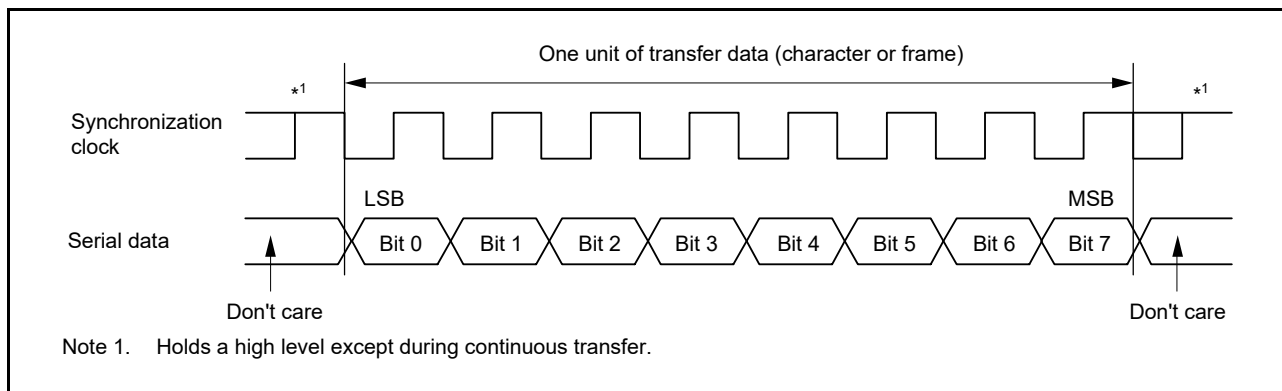 One unit of transfer data (character or frame)
*1 *1
Synchronization
clock
LSB MSB
Serial data Bit 0 Bit 1 Bit 2 Bit 3 Bit 4 Bit 5 Bit 6 Bit 7
Don't care Don't care
Note 1. Holds a high level except during continuous transfer.